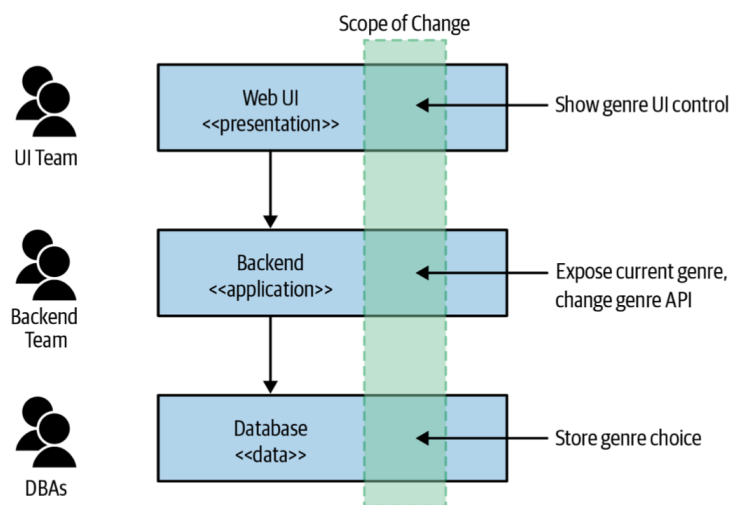 Scope of Change
Web UI
<<presentation>>
Show genre UI control
UI Team
Backend
<<application>>
Expose current genre,
change genre API
Backend
Team
Database
<<data>>
Store genre choice
DBAs